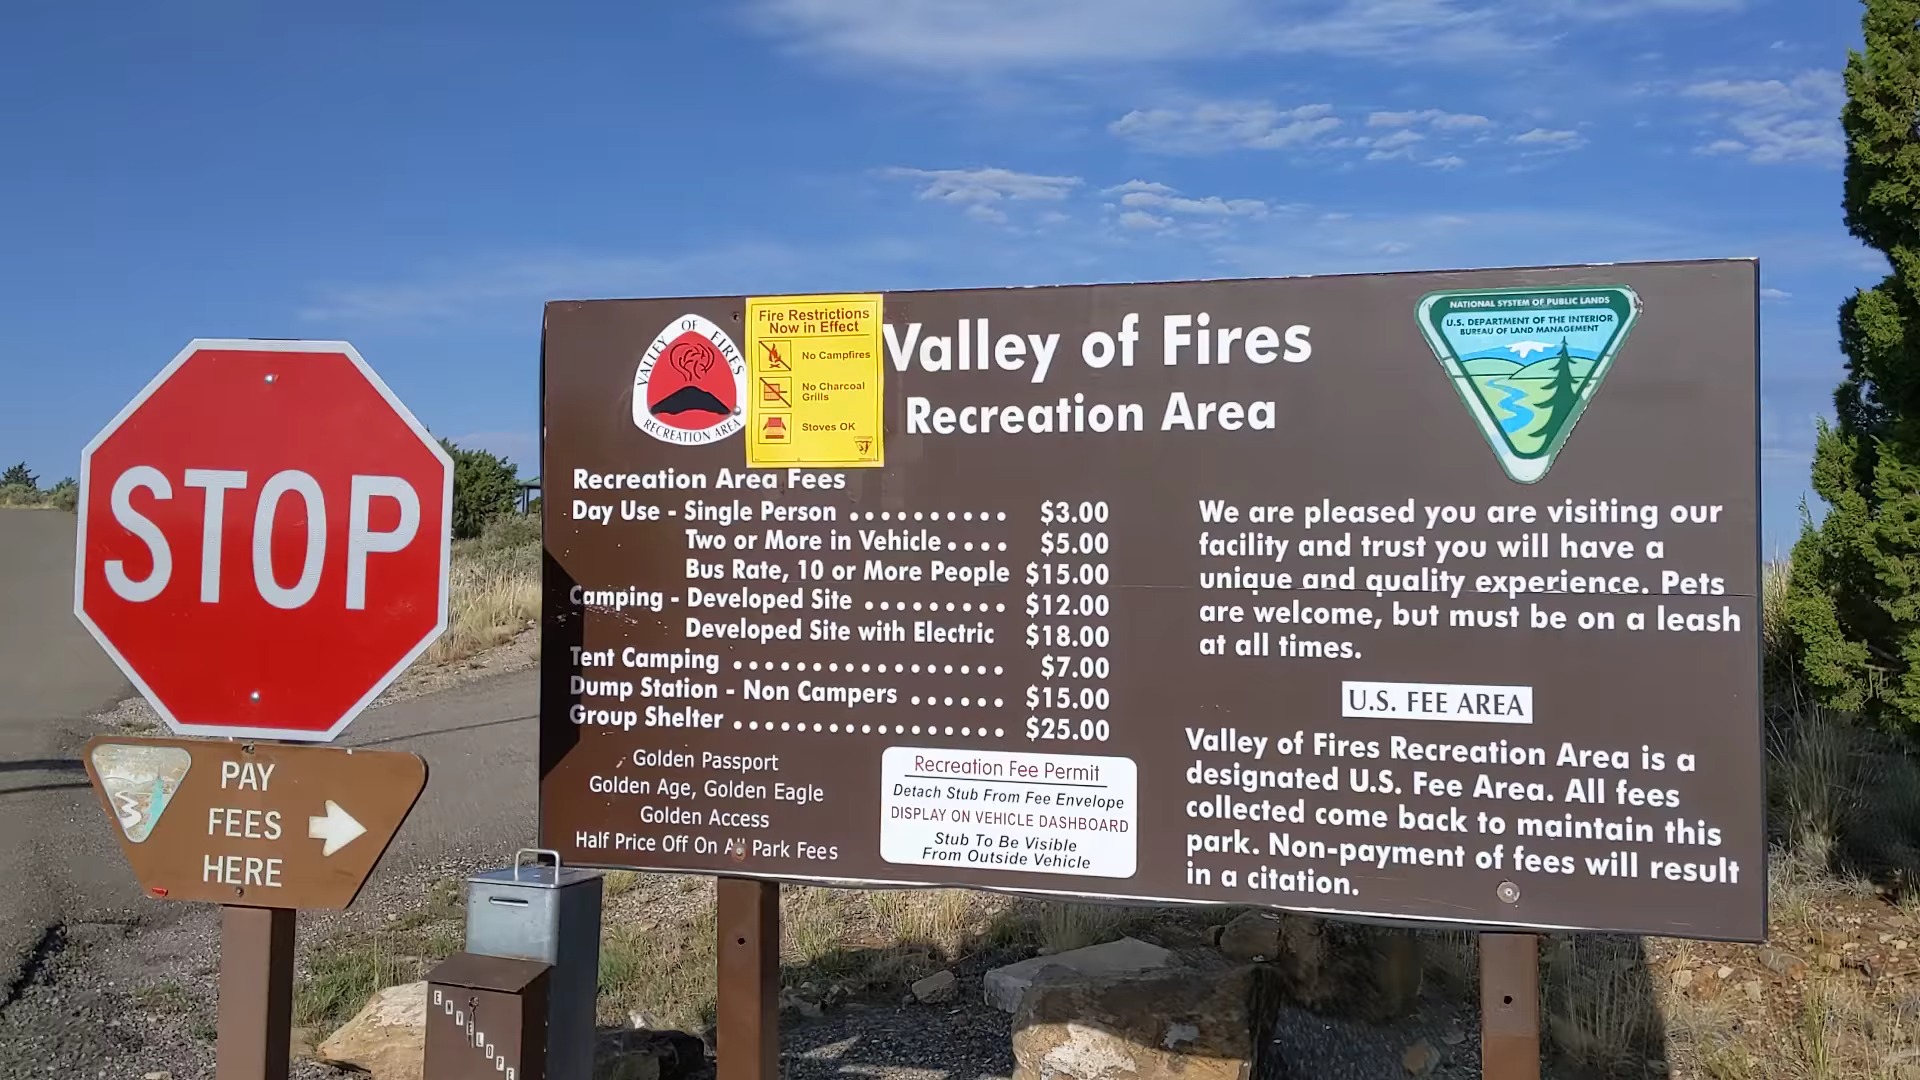 STOP
PAY
FEES
HERE
ENVELOPE
VALLEY OF FIRES
RECREATION AREA
Fire Restrictions
Now in Effect
No Campfires
No Charcoal
Grills
Stoves OK
Valley of Fires
Recreation Area
NATIONAL SYSTEM OF PUBLIC LANDS
U.S. DEPARTMENT OF THE INTERIOR
BUREAU OF LAND MANAGEMENT
Recreation Area Fees
Day Use - Single Person .......... $3.00
Two or More in Vehicle .... $5.00
Bus Rate, 10 or More People $15.00
Camping - Developed Site ......... $12.00
Developed Site with Electric $18.00
Tent Camping ................. $7.00
Dump Station - Non Campers ...... $15.00
Group Shelter ................. $25.00
Golden Passport
Golden Age, Golden Eagle
Golden Access
Half Price Off On All Park Fees
Recreation Fee Permit
Detach Stub From Fee Envelope
DISPLAY ON VEHICLE DASHBOARD
Stub To Be Visible
From Outside Vehicle
We are pleased you are visiting our
facility and trust you will have a
unique and quality experience. Pets
are welcome, but must be on a leash
at all times.
U.S. FEE AREA
Valley of Fires Recreation Area is a
designated U.S. Fee Area. All fees
collected come back to maintain this
park. Non-payment of fees will result
in a citation.